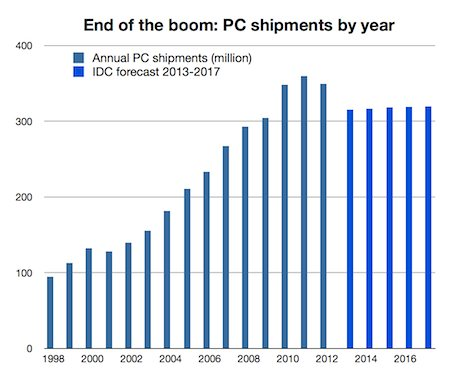 End of the boom: PC shipments by year
400
Annual PC shipments (million)
IDC forecast 2013-2017
300
200
100
0
1998 2000 2002 2004 2006 2008 2010 2012 2014 2016